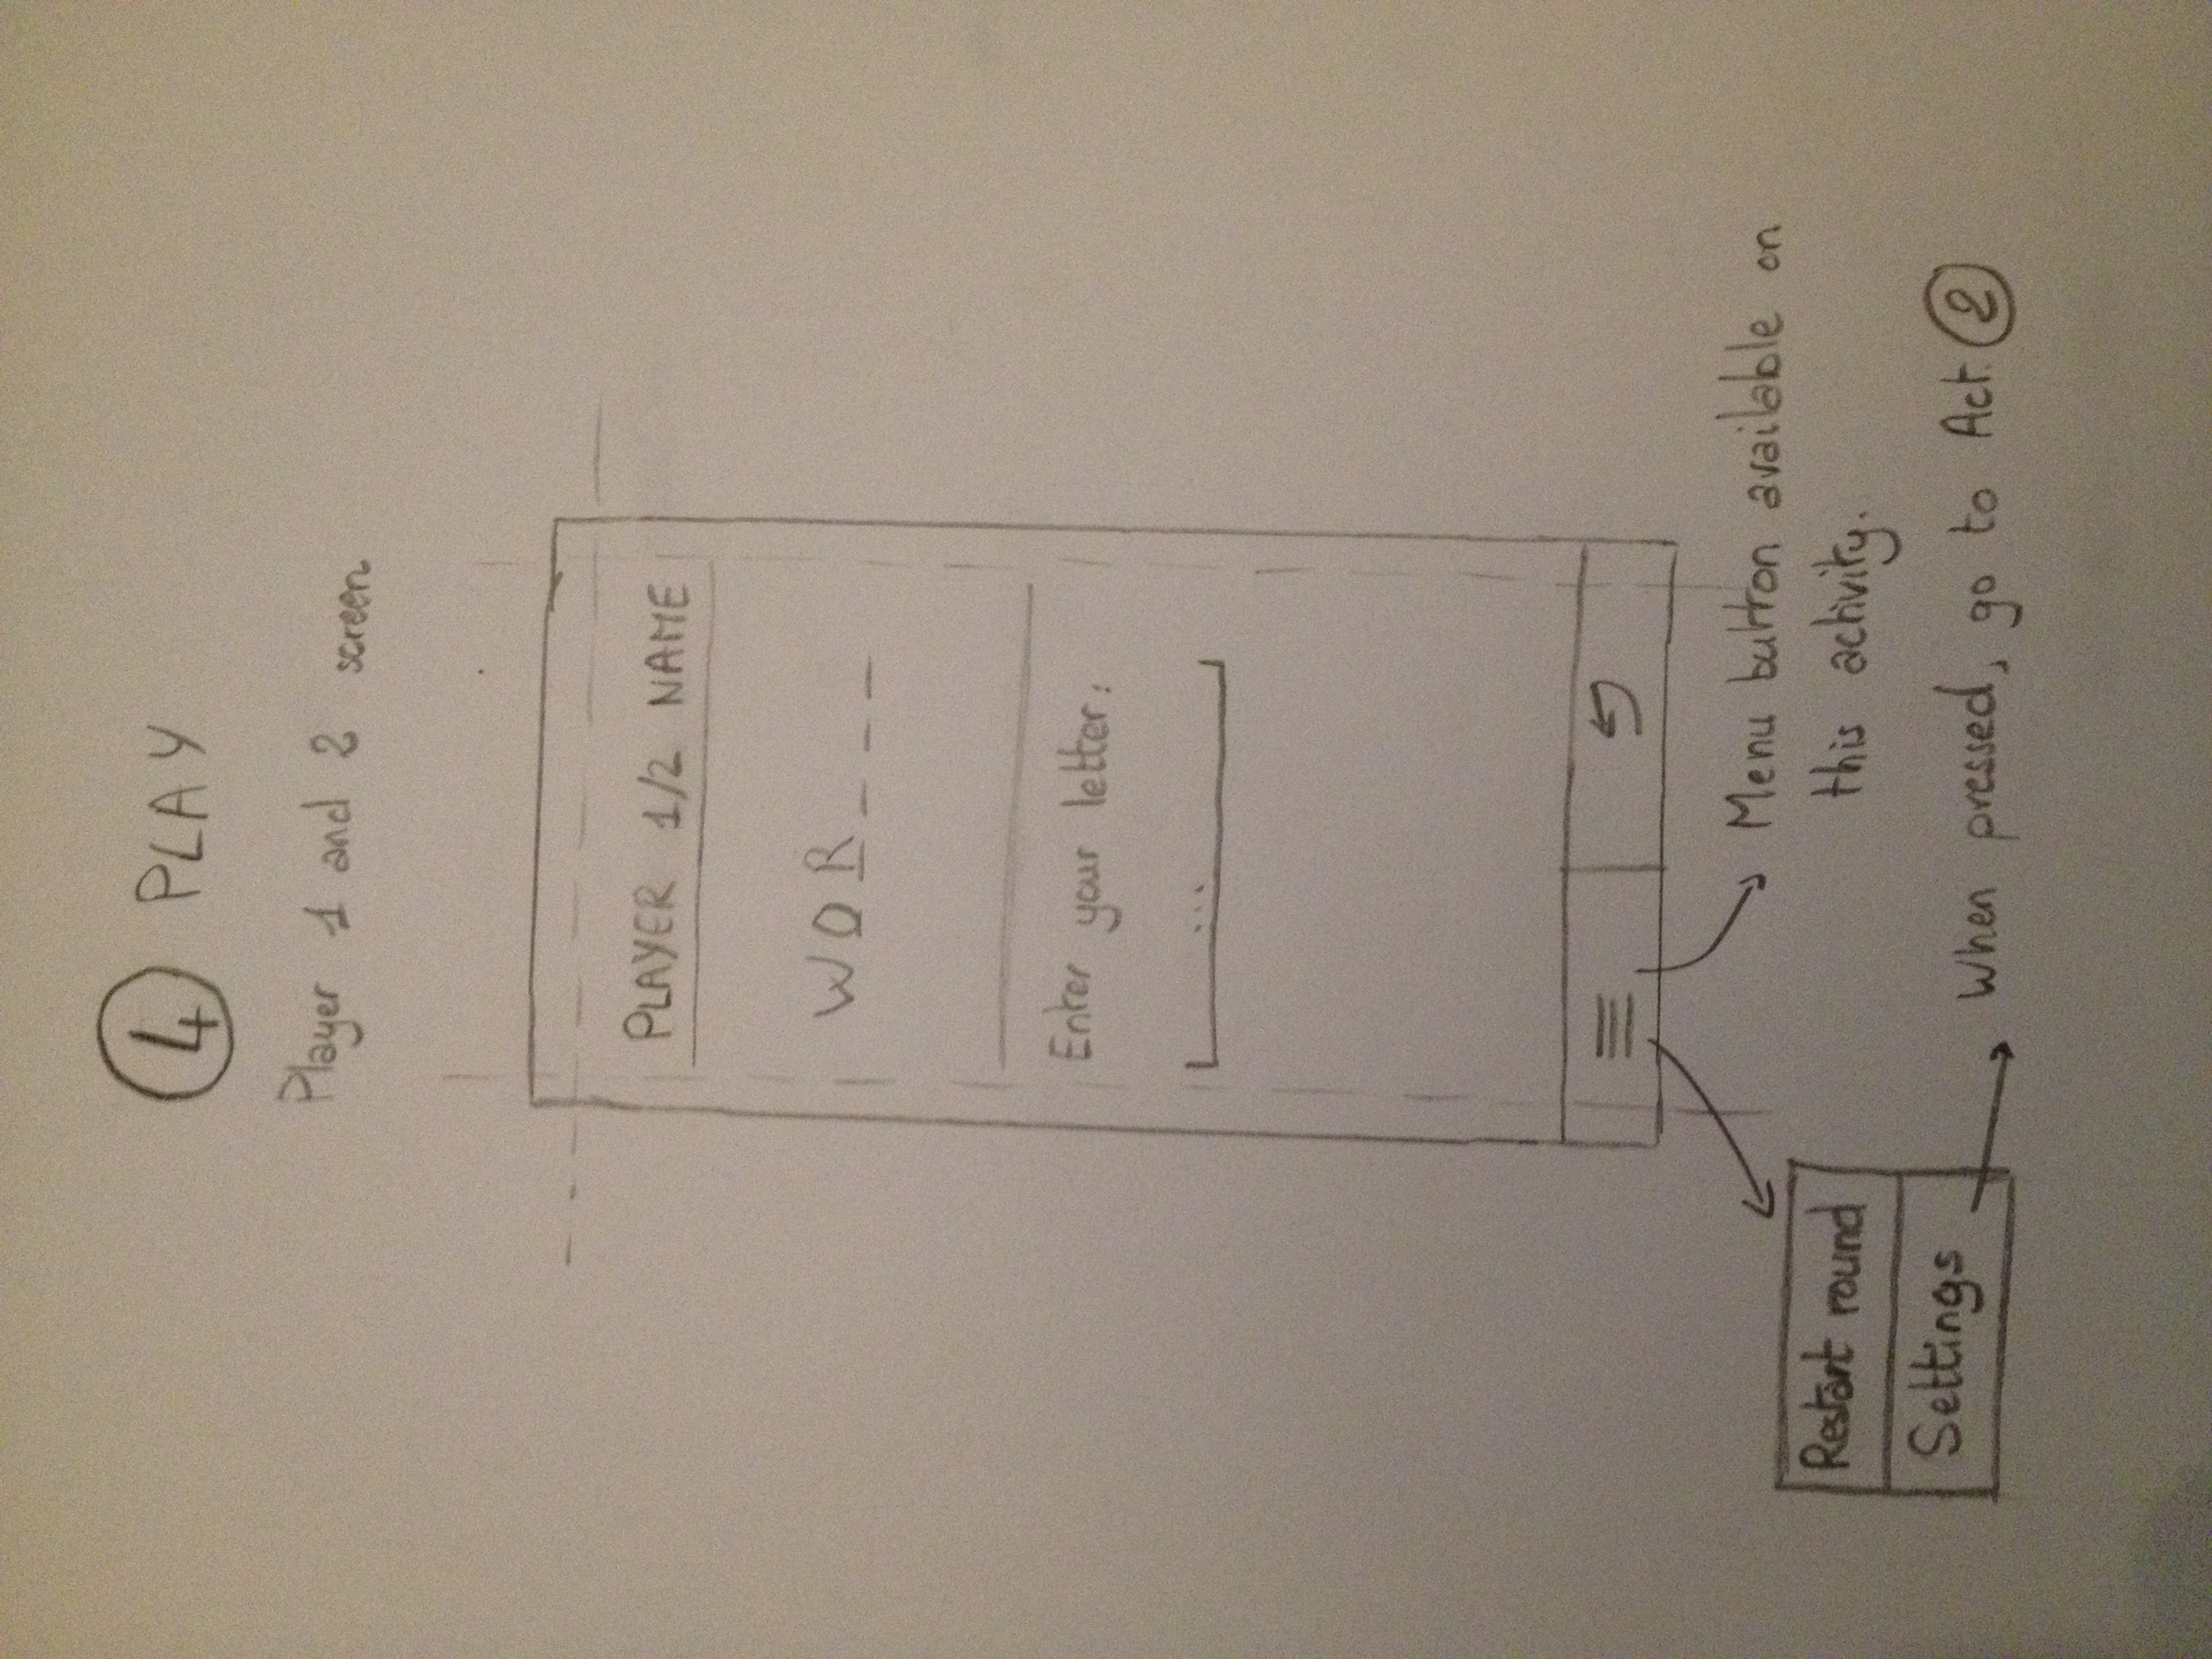 4 PLAY
Player 1 and 2 screen
PLAYER 1/2 NAME
WOR___
Enter your letter:
...
Menu button available on
this activity.
Restart round
Settings
When pressed, go to Act. 2